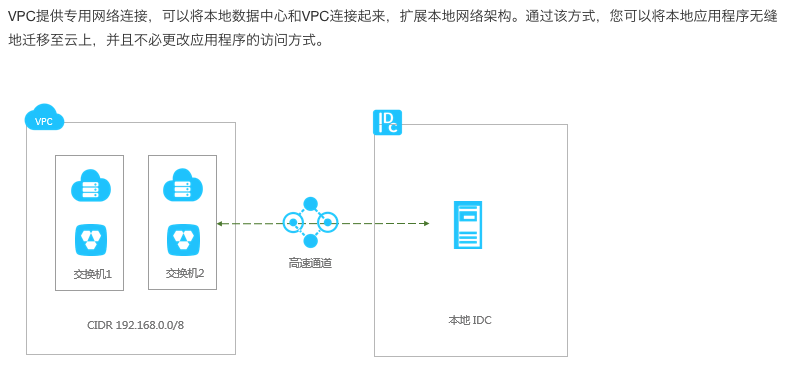 VPC提供专用网络连接，可以将本地数据中心和VPC连接起来，扩展本地网络架构。通过该方式，您可以将本地应用程序无缝
地迁移至云上，并且不必更改应用程序的访问方式。
VPC
IDC
交换机1
交换机2
高速通道
CIDR 192.168.0.0/8
本地 IDC